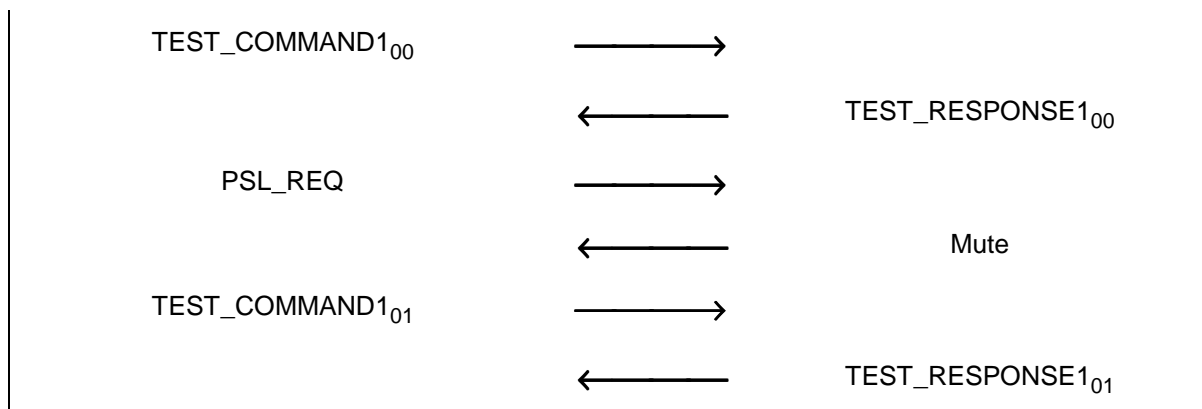 TEST_COMMAND1₀₀
TEST_RESPONSE1₀₀
PSL_REQ
Mute
TEST_COMMAND1₀₁
TEST_RESPONSE1₀₁